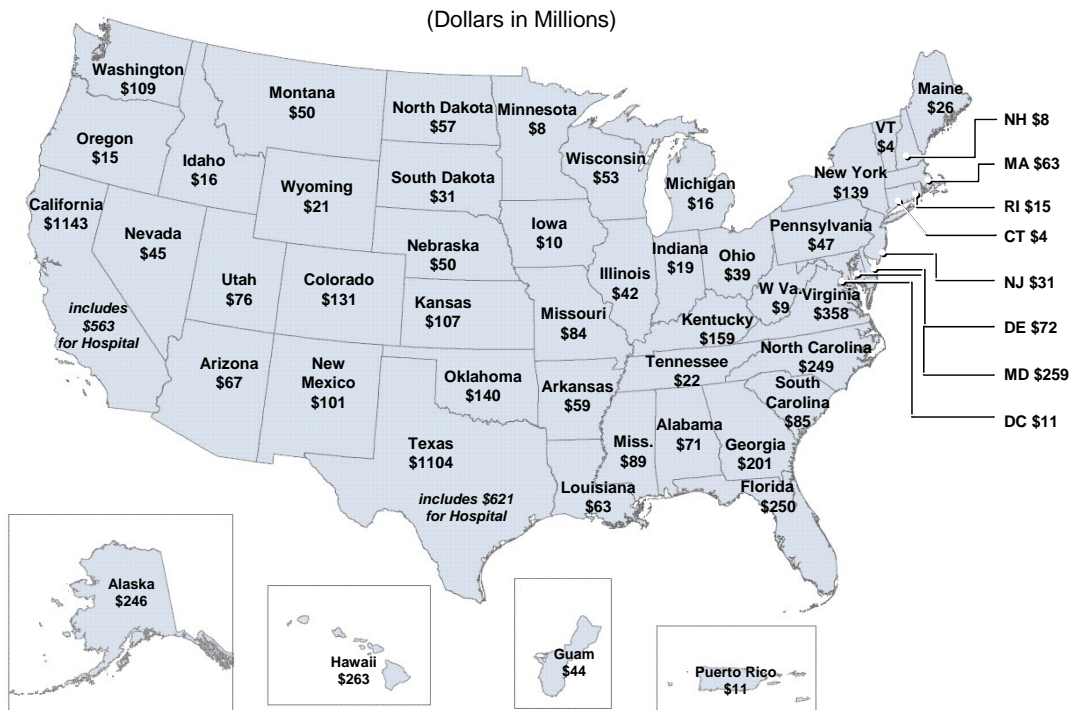 (Dollars in Millions)
Washington
$109
Montana
$50
North Dakota
$57
Minnesota
$8
Maine
$26
VT
$4
NH $8
MA $63
RI $15
CT $4
NJ $31
DE $72
MD $259
DC $11
Oregon
$15
Idaho
$16
Wyoming
$21
South Dakota
$31
Wisconsin
$53
Michigan
$16
New York
$139
California
$1143
includes
$563
for Hospital
Nevada
$45
Utah
$76
Colorado
$131
Nebraska
$50
Kansas
$107
Iowa
$10
Illinois
$42
Indiana
$19
Ohio
$39
Pennsylvania
$47
W Va.
$9
Virginia
$358
Missouri
$84
Kentucky
$159
Tennessee
$22
North Carolina
$249
South
Carolina
$85
Arizona
$67
New
Mexico
$101
Oklahoma
$140
Arkansas
$59
Texas
$1104
includes $621
for Hospital
Louisiana
$63
Miss.
$89
Alabama
$71
Georgia
$201
Florida
$250
Alaska
$246
Hawaii
$263
Guam
$44
Puerto Rico
$11